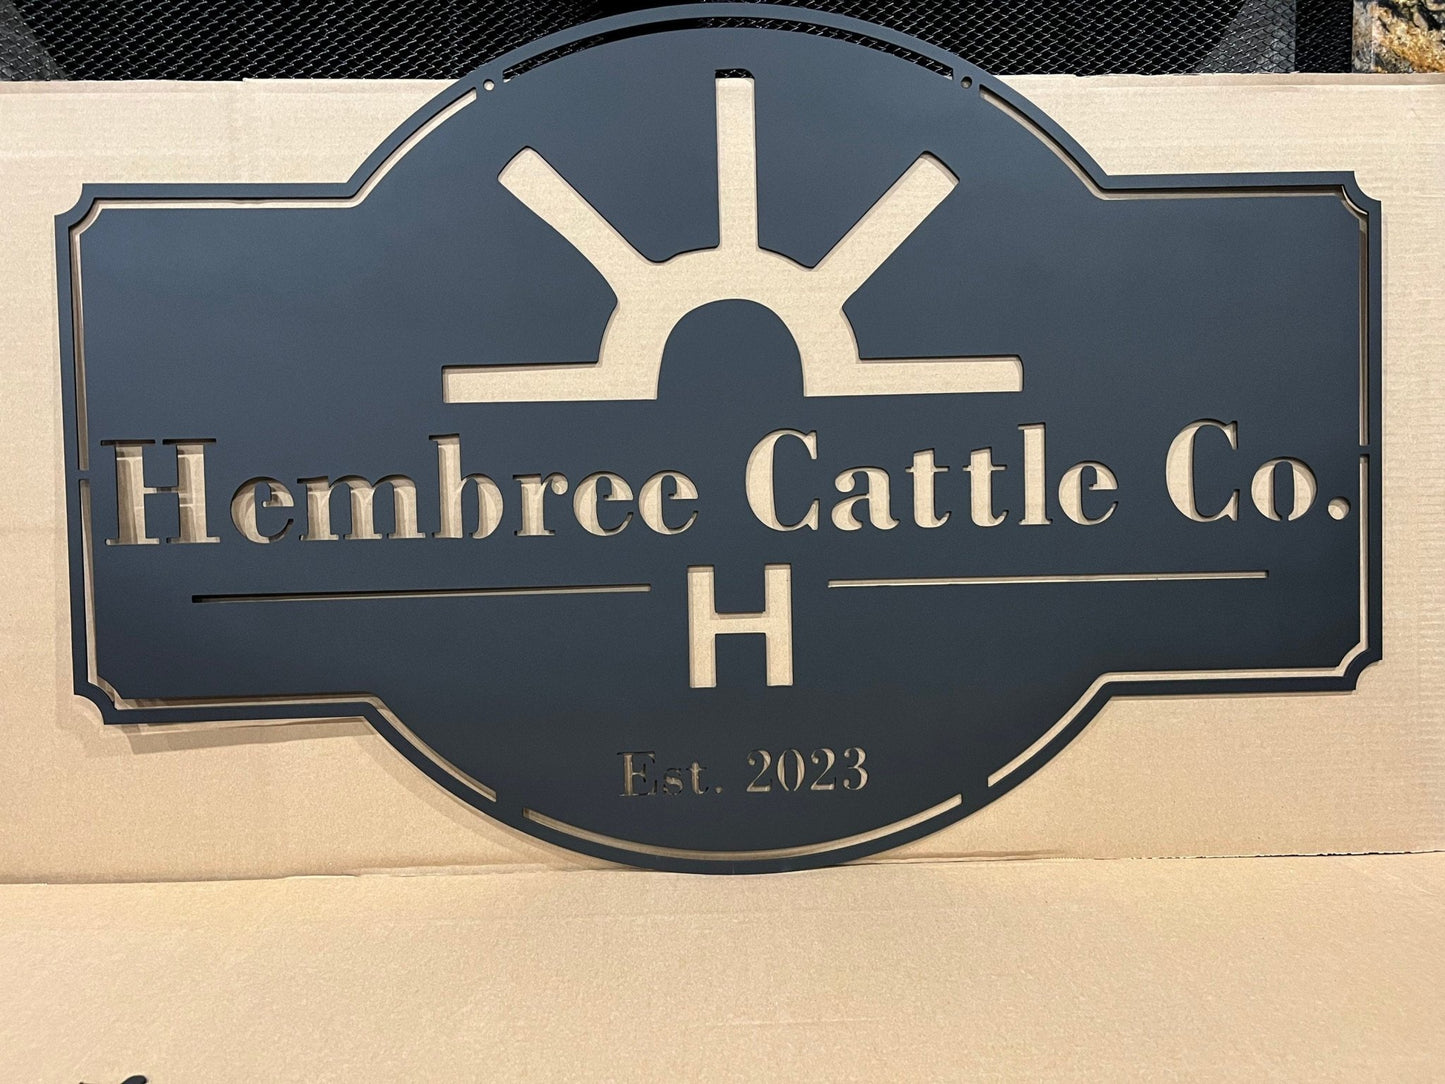 Hembree Cattle Co.
H
Est. 2023